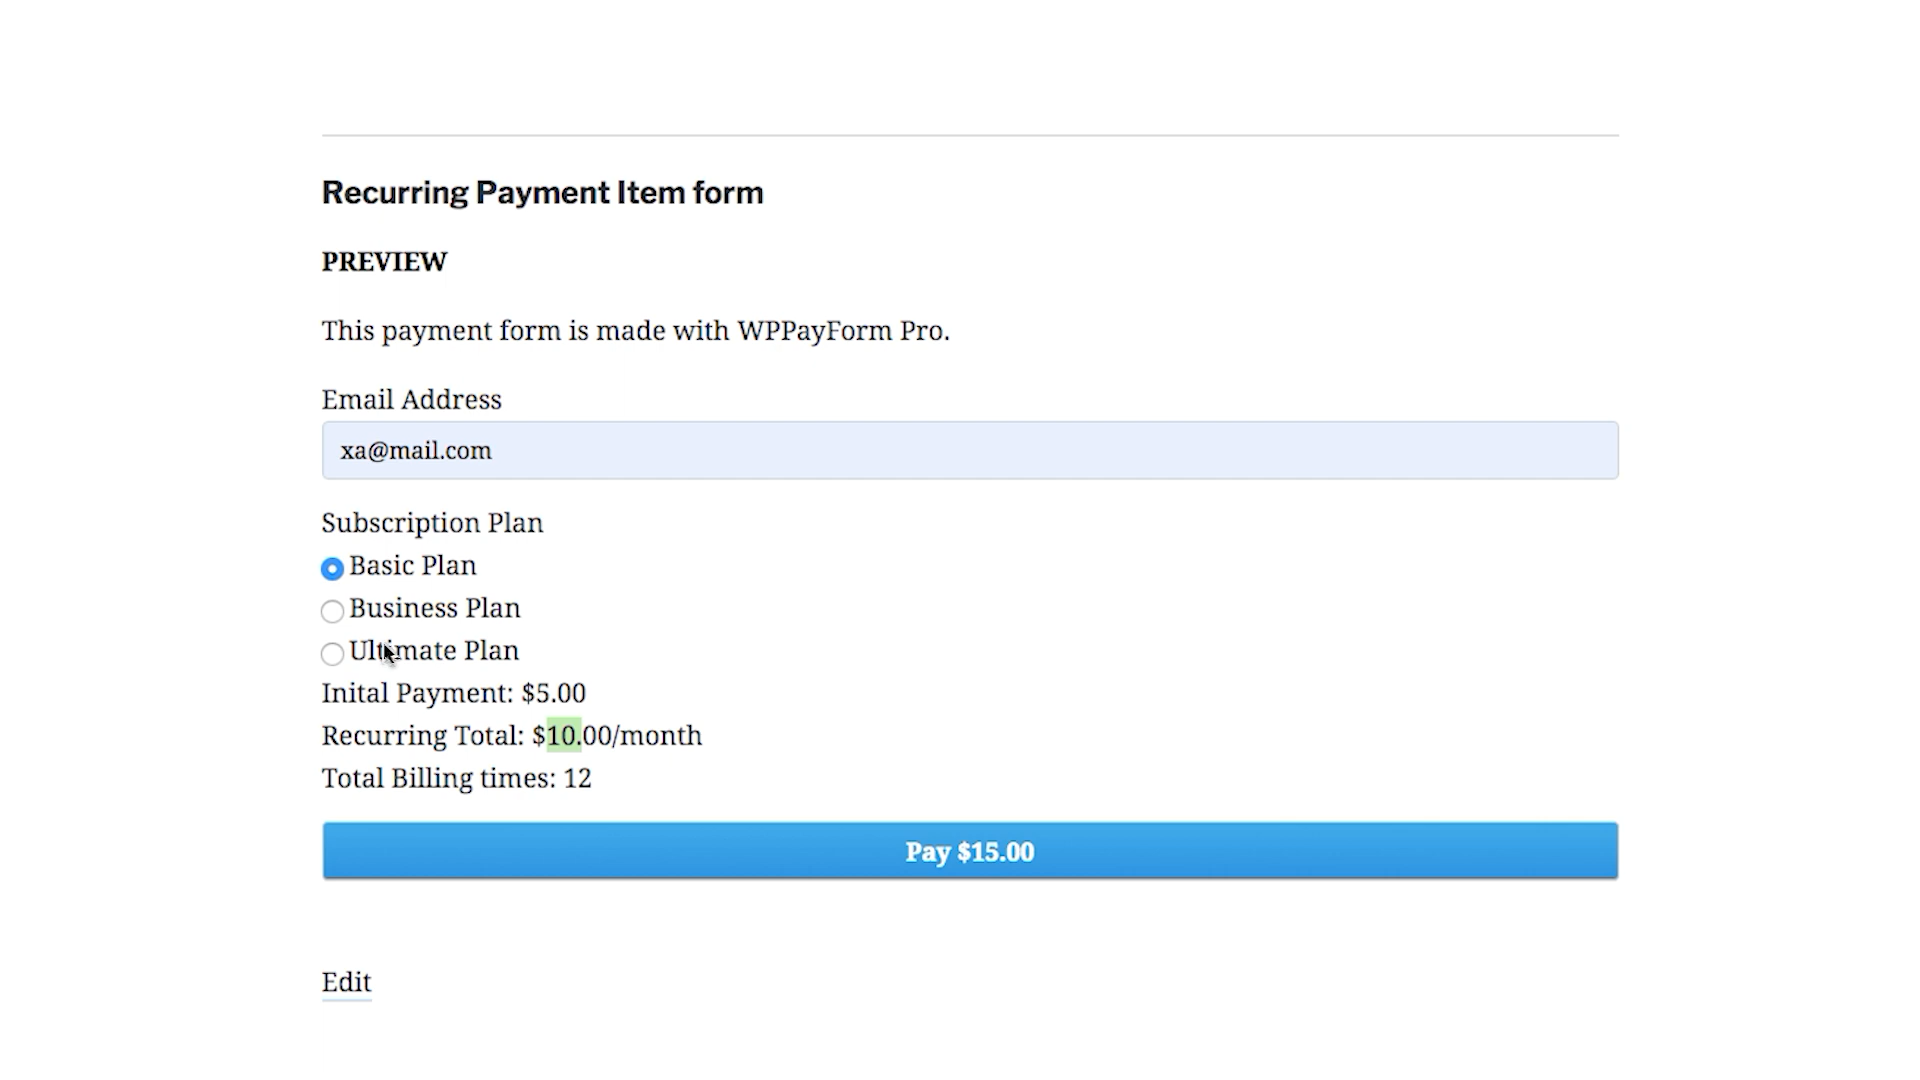 Recurring Payment Item form
PREVIEW
This payment form is made with WPPayForm Pro.
Email Address
xa@mail.com
Subscription Plan
Basic Plan
Business Plan
Ultimate Plan
Inital Payment: $5.00
Recurring Total: $10.00/month
Total Billing times: 12
Pay $15.00
Edit